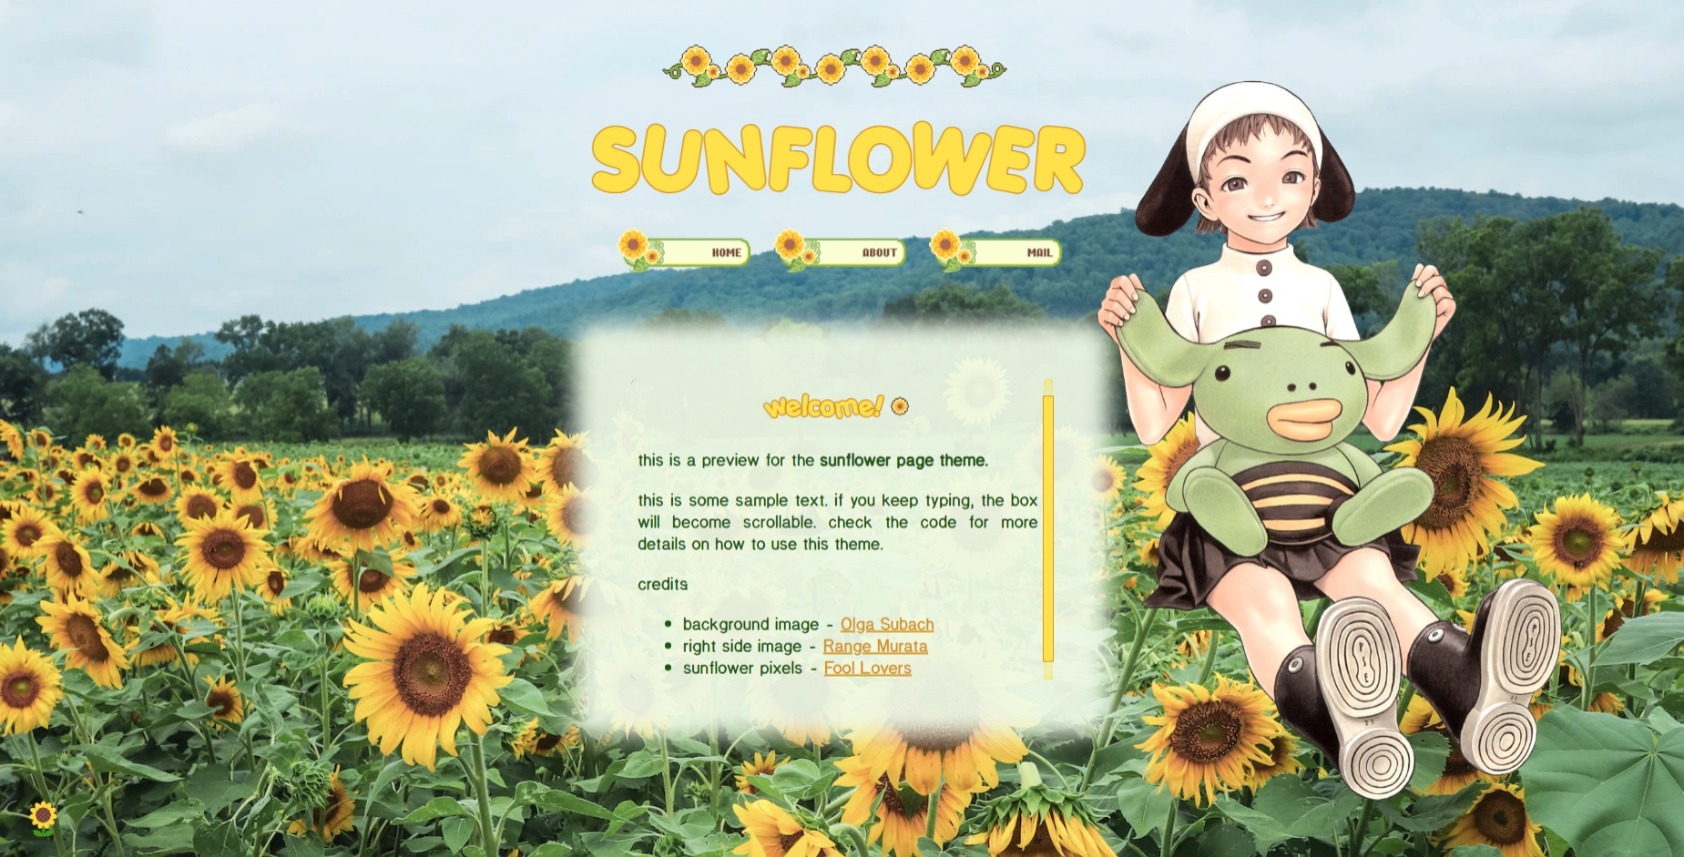 SUNFLOWER
HOME
ABOUT
MAIL
welcome!
this is a preview for the sunflower page theme.
this is some sample text. if you keep typing, the box
will become scrollable. check the code for more
details on how to use this theme.
credits
background image - Olga Subach
right side image - Range Murata
sunflower pixels - Fool Lovers